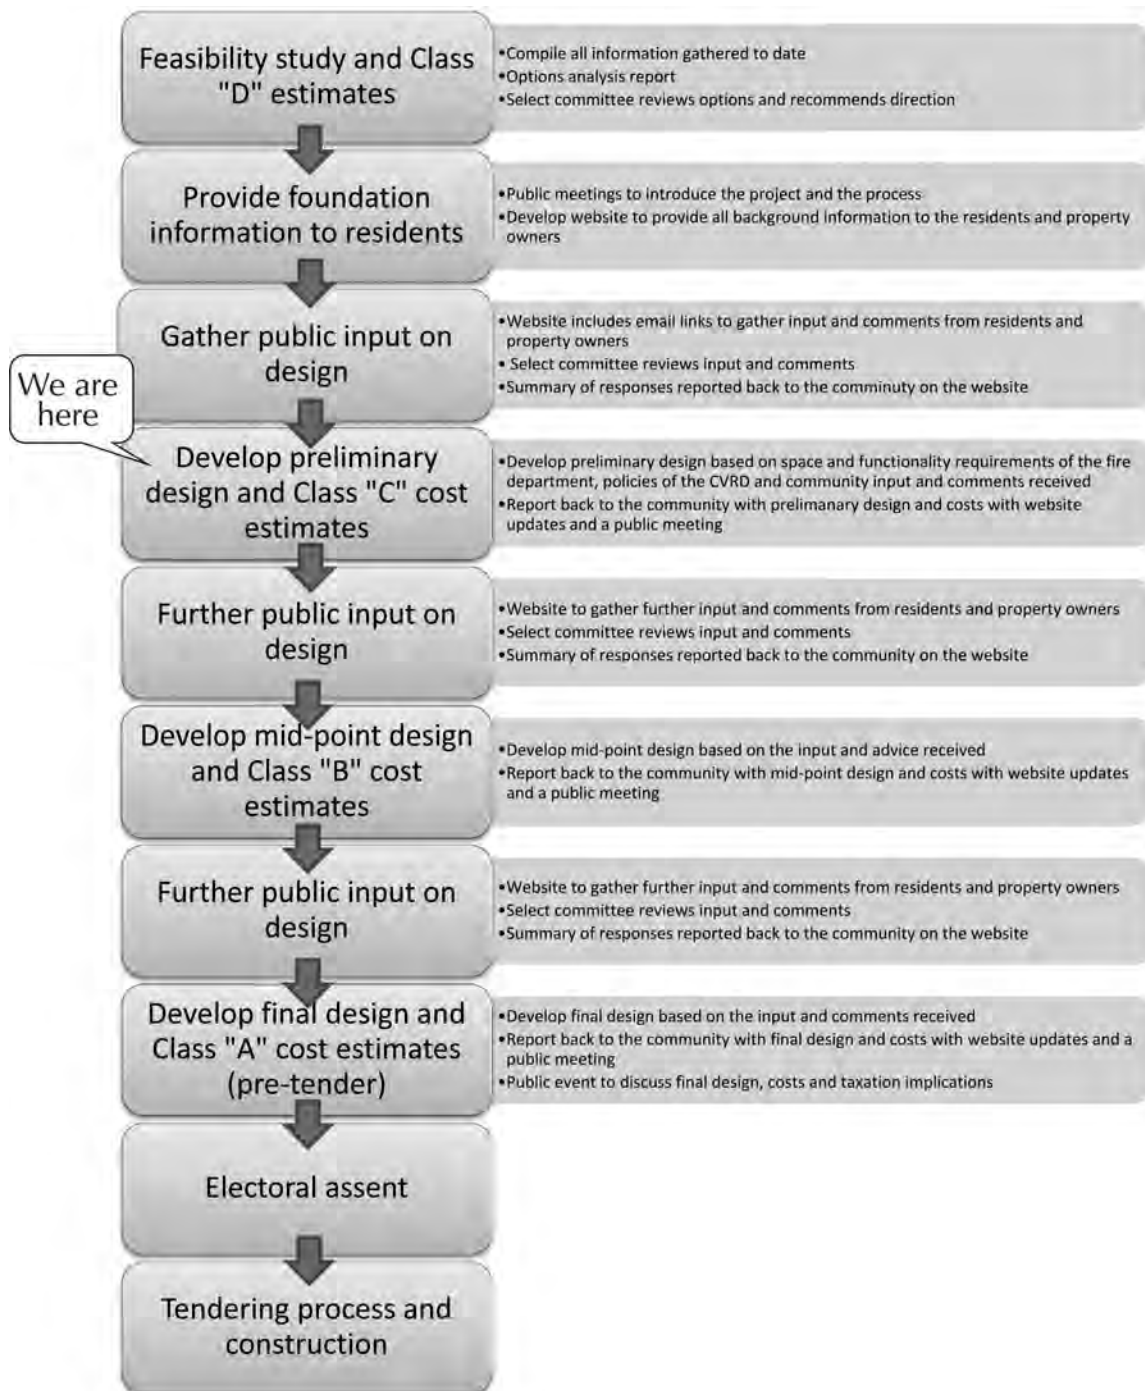 Feasibility study and Class
"D" estimates
•Compile all information gathered to date
•Options analysis report
•Select committee reviews options and recommends direction
Provide foundation
information to residents
•Public meetings to introduce the project and the process
•Develop website to provide all background information to the residents and property
owners
Gather public input on
design
•Website includes email links to gather input and comments from residents and
property owners
• Select committee reviews input and comments
•Summary of responses reported back to the comminuty on the website
We are
here
Develop preliminary
design and Class "C" cost
estimates
•Develop preliminary design based on space and functionality requirements of the fire
department, policies of the CVRD and community input and comments received
•Report back to the community with prelimanary design and costs with website
updates and a public meeting
Further public input on
design
•Website to gather further input and comments from residents and property owners
•Select committee reviews input and comments
•Summary of responses reported back to the community on the website
Develop mid-point design
and Class "B" cost
estimates
•Develop mid-point design based on the input and advice received
•Report back to the community with mid-point design and costs with website updates
and a public meeting
Further public input on
design
•Website to gather further input and comments from residents and property owners
•Select committee reviews input and comments
•Summary of responses reported back to the community on the website
Develop final design and
Class "A" cost estimates
(pre-tender)
•Develop final design based on the input and comments received
•Report back to the community with final design and costs with website updates and a
public meeting
•Public event to discuss final design, costs and taxation implications
Electoral assent
Tendering process and
construction